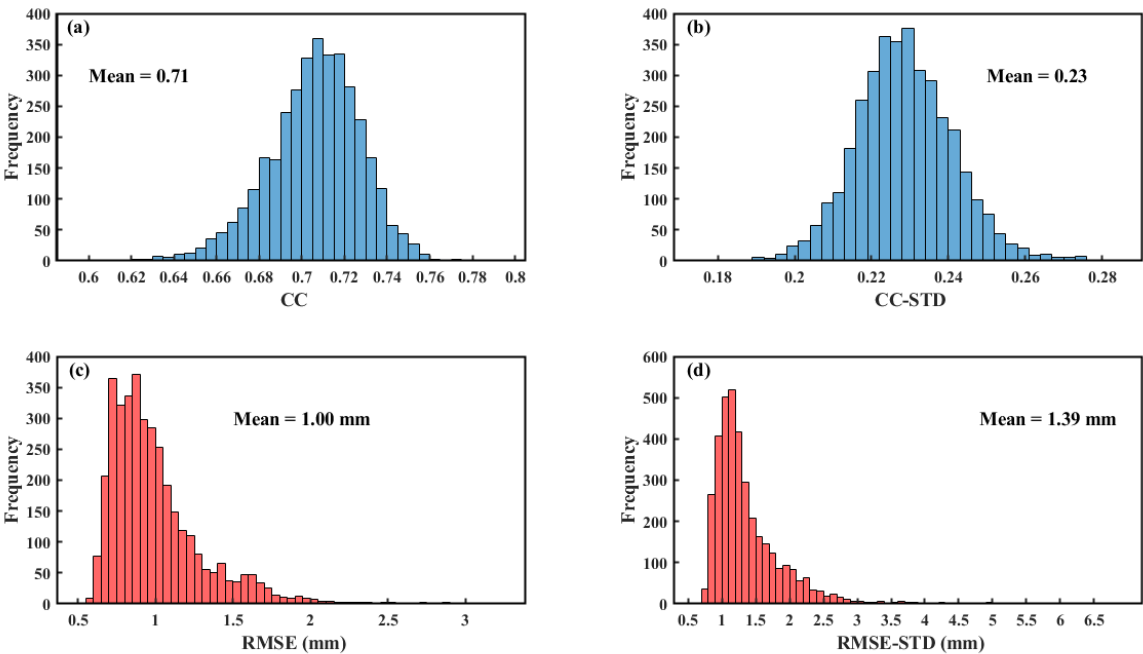 (a)
Mean = 0.71
Frequency
400
350
300
250
200
150
100
50
0
0.6 0.62 0.64 0.66 0.68 0.7 0.72 0.74 0.76 0.78 0.8
CC
(b)
Mean = 0.23
Frequency
400
350
300
250
200
150
100
50
0
0.18 0.2 0.22 0.24 0.26 0.28
CC-STD
(c)
Mean = 1.00 mm
Frequency
400
350
300
250
200
150
100
50
0
0.5 1 1.5 2 2.5 3
RMSE (mm)
(d)
Mean = 1.39 mm
Frequency
600
500
400
300
200
100
0
0.5 1 1.5 2 2.5 3 3.5 4 4.5 5 5.5 6 6.5
RMSE-STD (mm)